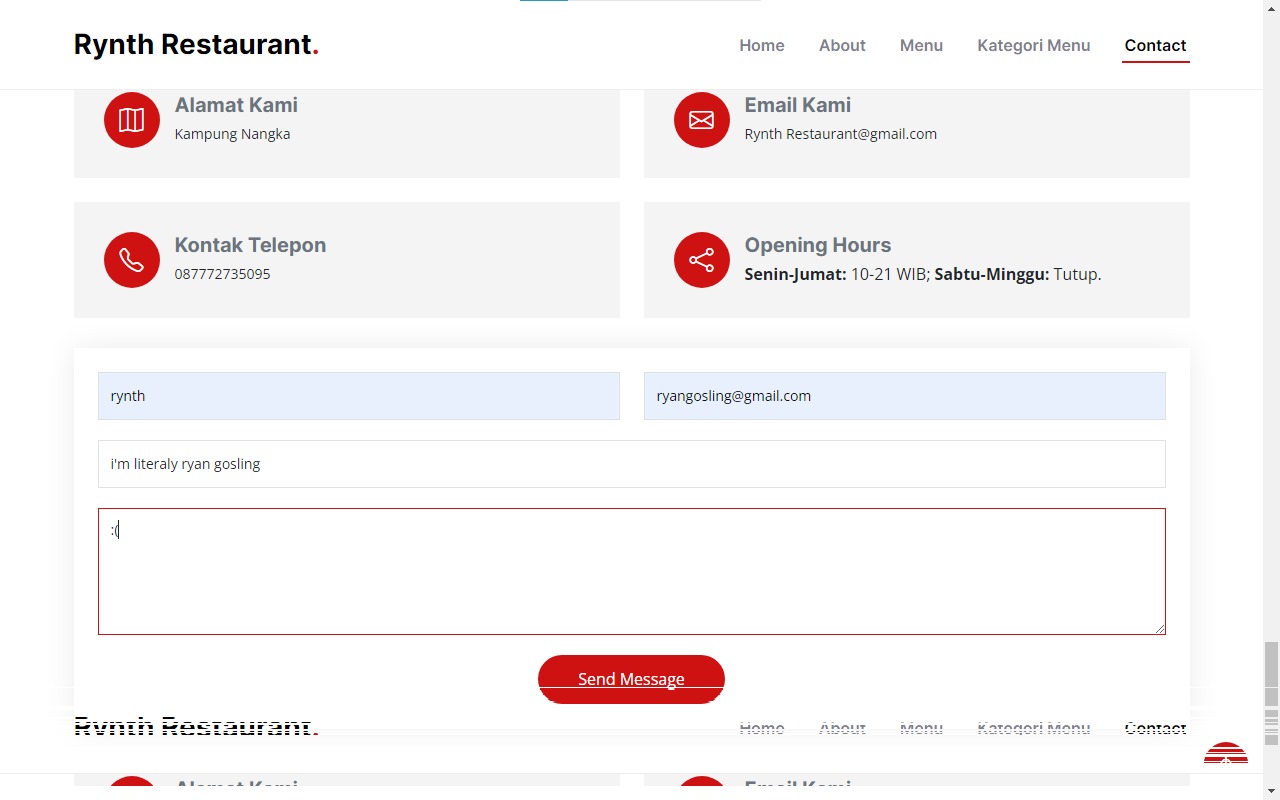 Rynth Restaurant.
Home About Menu Kategori Menu Contact
Alamat Kami
Kampung Nangka
Email Kami
Rynth Restaurant@gmail.com
Kontak Telepon
087772735095
Opening Hours
Senin-Jumat: 10-21 WIB; Sabtu-Minggu: Tutup.
rynth
ryangosling@gmail.com
i'm literaly ryan gosling
:(
Send Message
Rynth Restaurant.
Home About Menu Kategori Menu Contact
Alamat Kami
Email Kami